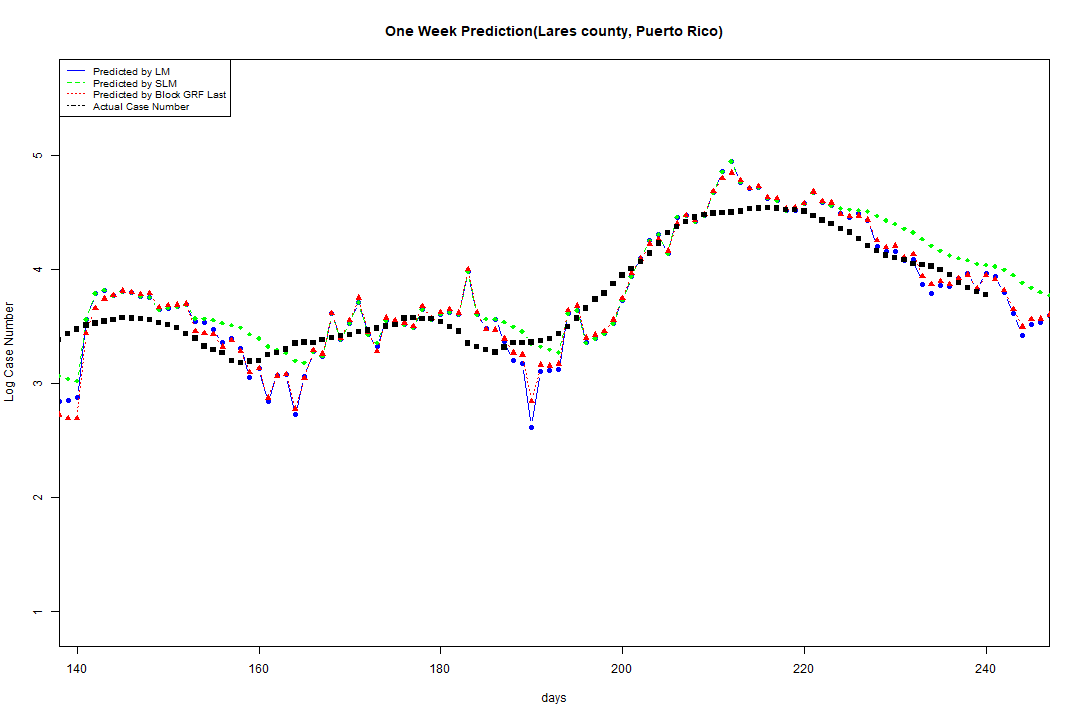 One Week Prediction(Lares county, Puerto Rico)
Predicted by LM
Predicted by SLM
Predicted by Block GRF Last
Actual Case Number
5
4
3
2
1
Log Case Number
140 160 180 200 220 240
days